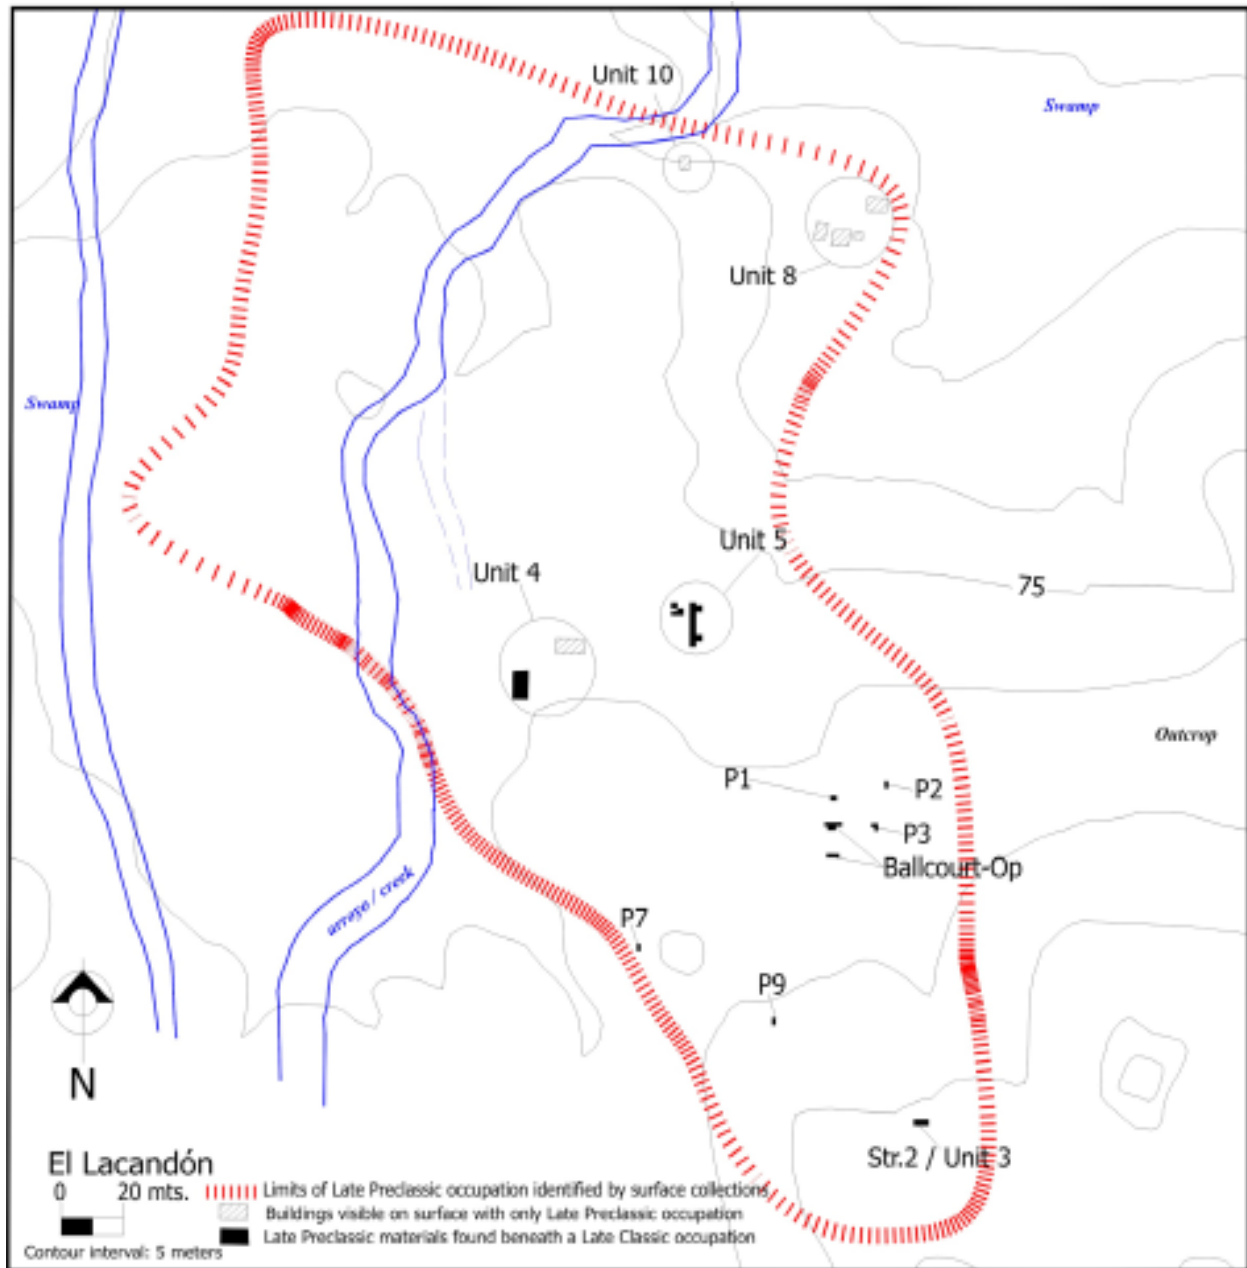 Unit 10
Swamp
Unit 8
Swamp
Unit 5
Unit 4
75
Outcrop
P1
P2
P3
Ballcourt-Op
arroyo / creek
P7
P9
N
Str.2 / Unit 3
El Lacandón
0 20 mts.
Limits of Late Preclassic occupation identified by surface collections
Buildings visible on surface with only Late Preclassic occupation
Late Preclassic materials found beneath a Late Classic occupation
Contour interval: 5 meters